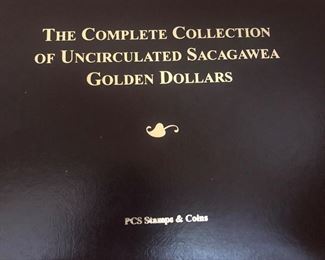 The Complete Collection
of Uncirculated Sacagawea
Golden Dollars
PCS Stamps & Coins